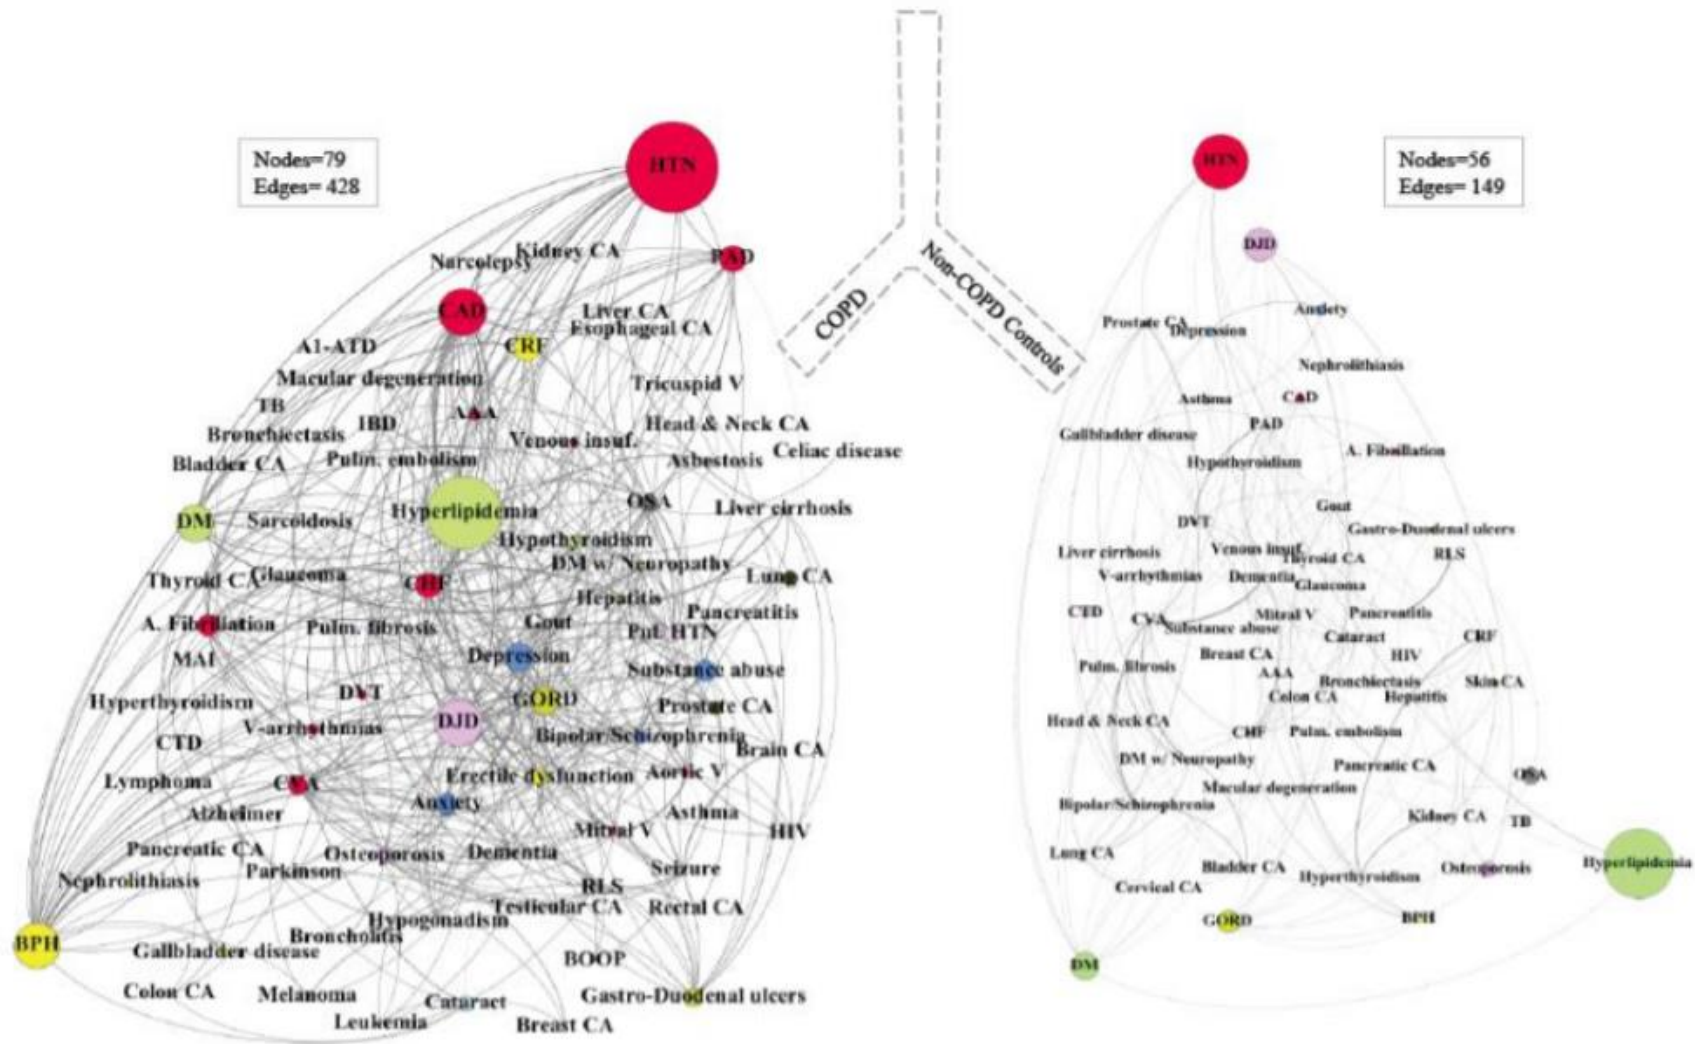 Nodes=79
Edges= 428
HTN
Kidney CA
Narcolepsy
PAD
CAD
Liver CA
Esophageal CA
CRF
A1-ATD
Macular degeneration
Tricuspid V
TB
AAA
IBD
Head & Neck CA
Bronchiectasis
Venous insuf.
Celiac disease
Bladder CA
Pulm. embolism
Asbestosis
OSA
Liver cirrhosis
Hyperlipidemia
DM
Sarcoldosis
Hypothyroidism
DM w/ Neuropathy
Thyroid CA
Glaucoma
CHF
Lung CA
Hepatitis
Pancreatitis
A. Fibrillation
Pulm. fibrosis
Gout
Pul. HTN
MAI
Depression
Substance abuse
DVT
GORD
Hyperthyroidism
Prostate CA
DJD
V-arrhythmias
Bipolar/Schizophrenia
CTD
Brain CA
Lymphoma
CVA
Erectile dysfunction
Aortic V
Anxiety
Alzheimer
Asthma
Mitral V
HIV
Pancreatic CA
Osteoporosis
Dementia
Parkinson
Seizure
Nephrolithiasis
RLS
Testicular CA
Rectal CA
Hypogonadism
Broncholitis
BPH
Gallbladder disease
BOOP
Colon CA
Melanoma
Cataract
Gastro-Duodenal ulcers
Leukemia
Breast CA
COPD
Non-COPD Controls
Nodes=56
Edges= 149
HTN
DJD
Anxiety
Prostate CA
Depression
Nephrolithiasis
Asthma
CAD
PAD
Gallbladder disease
A. Fibrillation
Hypothyroidism
Gout
DVT
Gastro-Duodenal ulcers
Liver cirrhosis
Venous insuf.
Thyroid CA
RLS
V-arrhythmias
Dementia
Glaucoma
CTD
CVA
Mitral V
Pancreatitis
Substance abuse
Cataract
CRF
Breast CA
HIV
Pulm. fibrosis
AAA
Bronchiectasis
Skin CA
Colon CA
Hepatitis
Head & Neck CA
CHF
Pulm. embolism
DM w/ Neuropathy
Pancreatic CA
OSA
Macular degeneration
Bipolar/Schizophrenia
Kidney CA
TB
Lung CA
Bladder CA
Hyperthyroidism
Osteoporosis
Hyperlipidemia
Cervical CA
GORD
BPH
DM